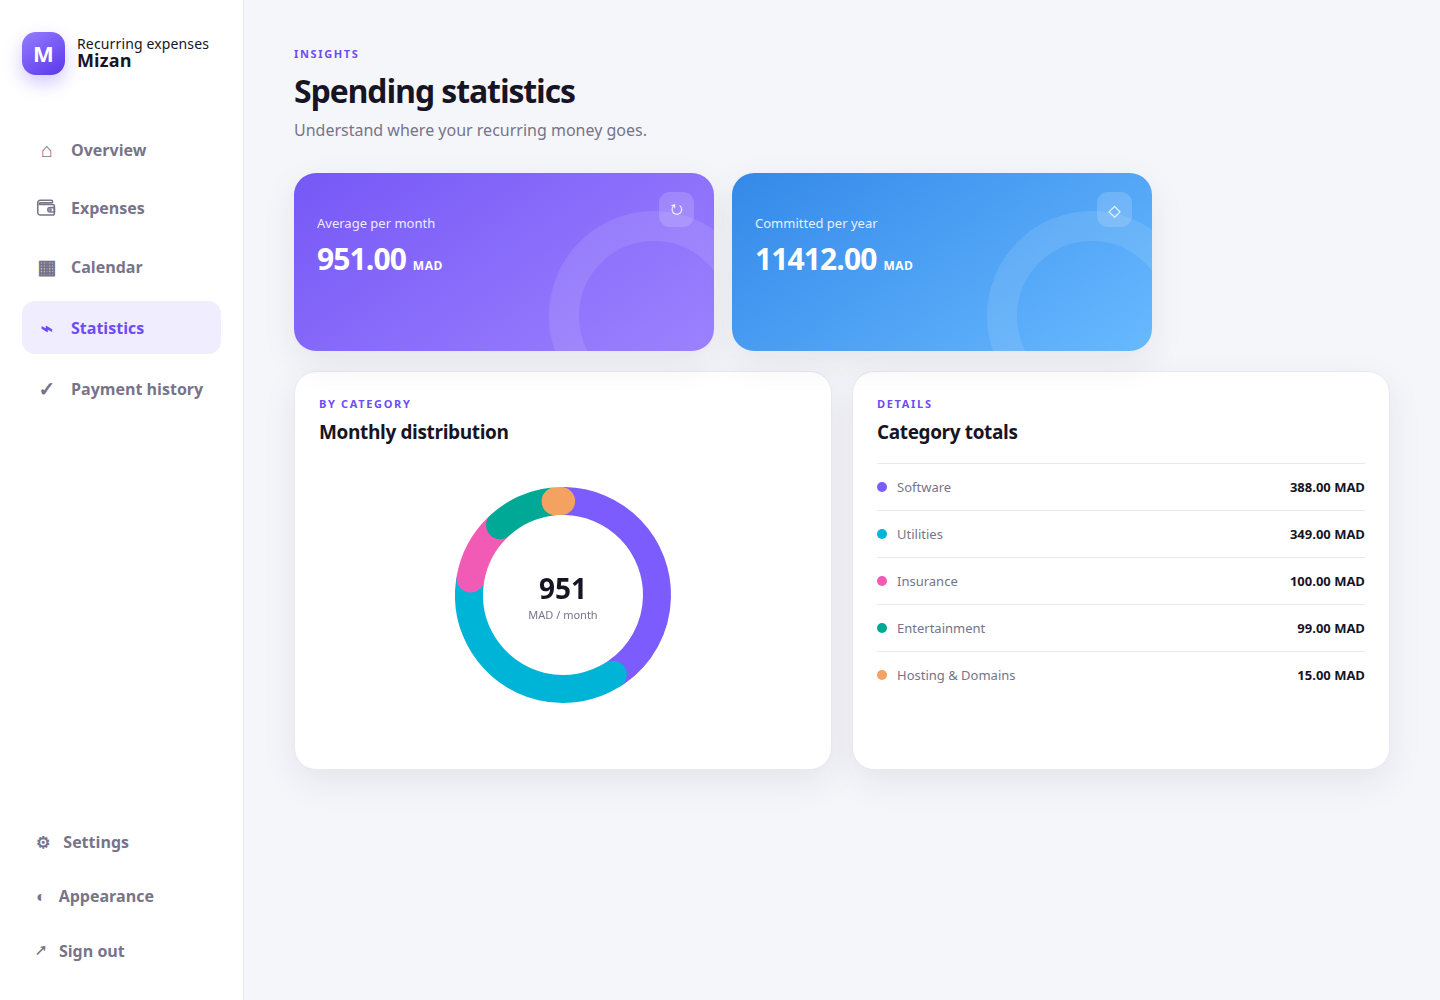 M
Recurring expenses
Mizan
Overview
Expenses
Calendar
Statistics
Payment history
Settings
Appearance
Sign out
INSIGHTS
Spending statistics
Understand where your recurring money goes.
Average per month
951.00 MAD
Committed per year
11412.00 MAD
BY CATEGORY
Monthly distribution
951
MAD / month
DETAILS
Category totals
Software 388.00 MAD
Utilities 349.00 MAD
Insurance 100.00 MAD
Entertainment 99.00 MAD
Hosting & Domains 15.00 MAD